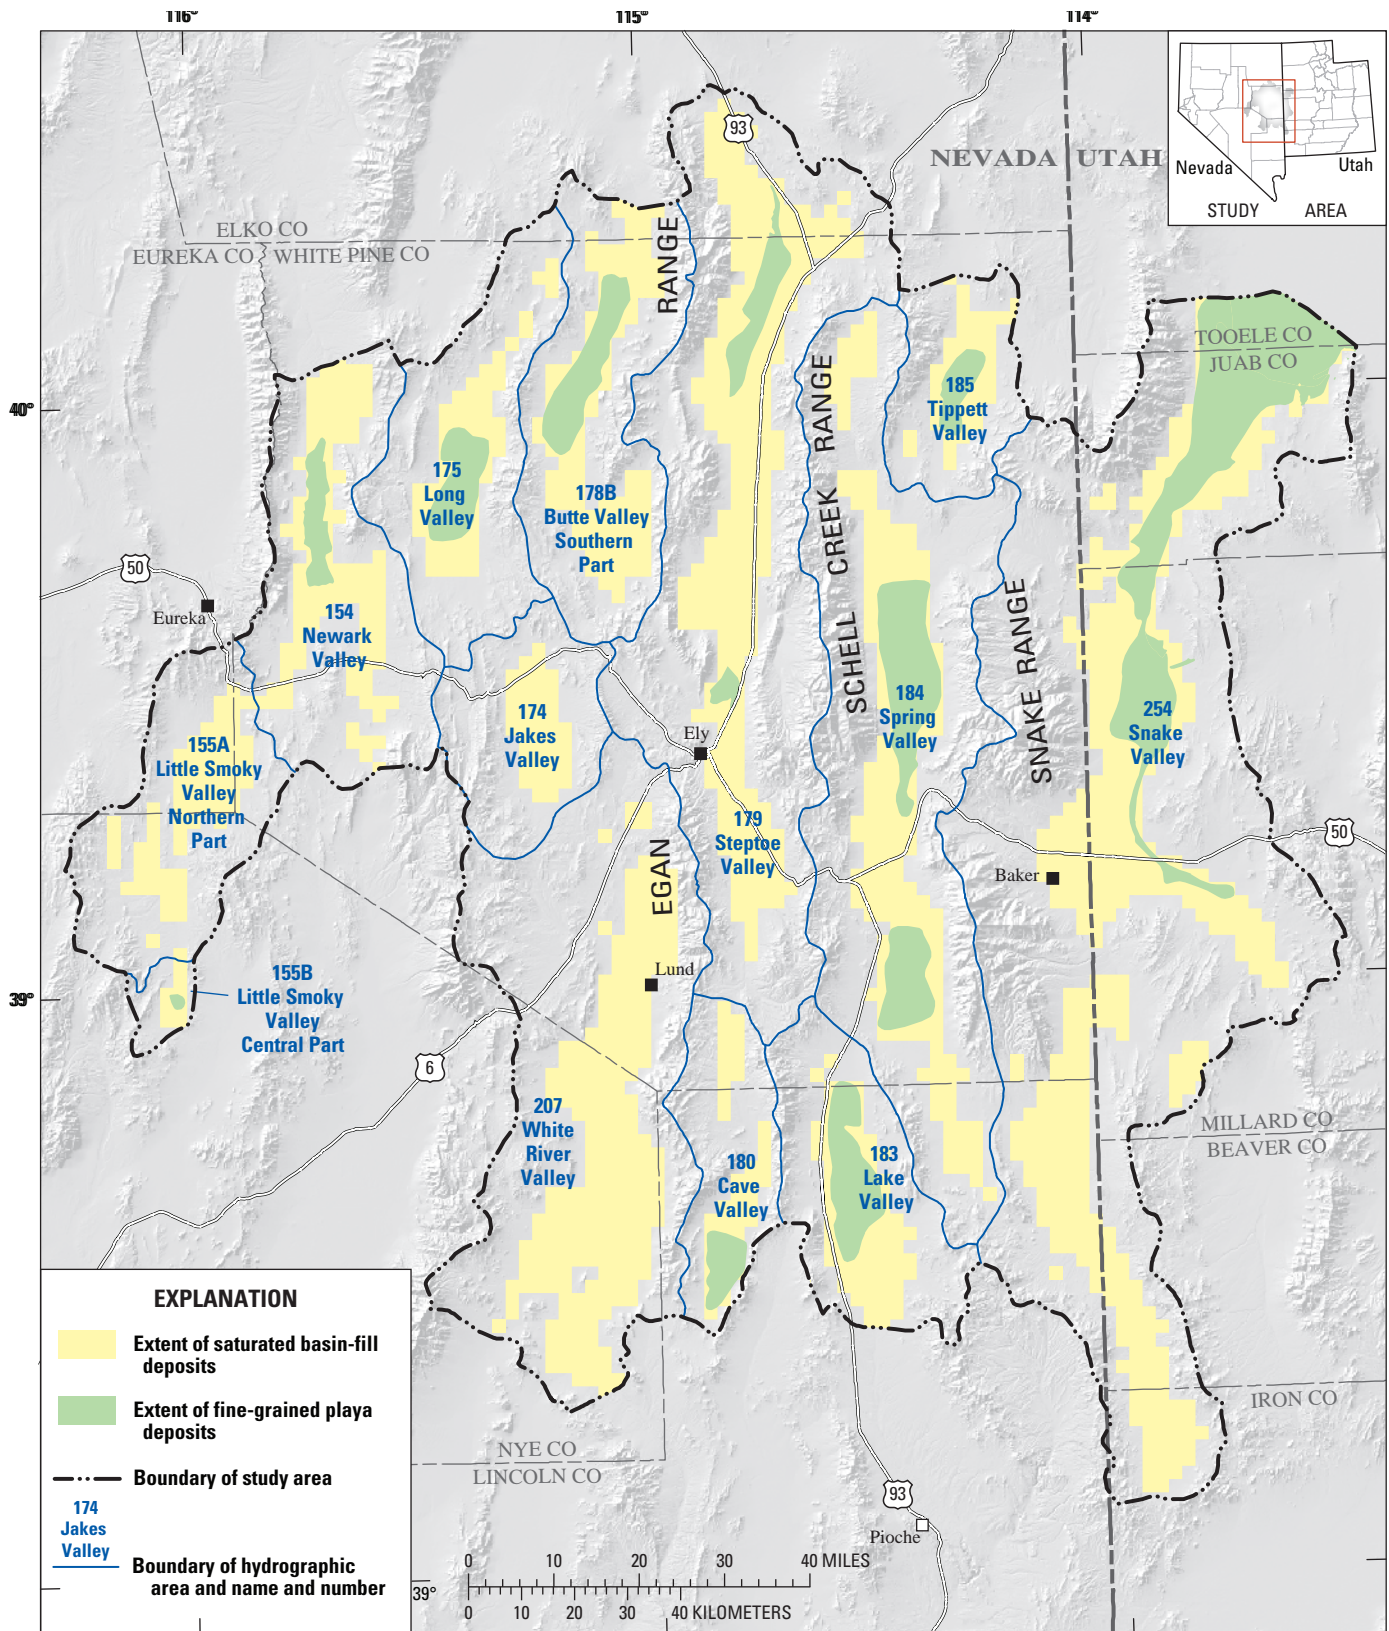 116°
115°
114°
93
NEVADA
UTAH
Nevada
Utah
STUDY AREA
ELKO CO
EUREKA CO
WHITE PINE CO
RANGE
TOOELE CO
JUAB CO
40°
185
Tippett
Valley
SCHELL CREEK RANGE
175
Long
Valley
178B
Butte Valley
Southern
Part
50
Eureka
154
Newark
Valley
SNAKE RANGE
184
Spring
Valley
254
Snake
Valley
174
Jakes
Valley
Ely
155A
Little Smoky
Valley
Northern
Part
179
Steptoe
Valley
50
EGAN
Baker
Lund
155B
Little Smoky
Valley
Central Part
39°
6
207
White
River
Valley
180
Cave
Valley
183
Lake
Valley
MILLARD CO
BEAVER CO
IRON CO
NYE CO
LINCOLN CO
93
Pioche
EXPLANATION
Extent of saturated basin-fill
deposits
Extent of fine-grained playa
deposits
Boundary of study area
174
Jakes
Valley
Boundary of hydrographic
area and name and number
0 10 20 30 40 MILES
0 10 20 30 40 KILOMETERS
39°